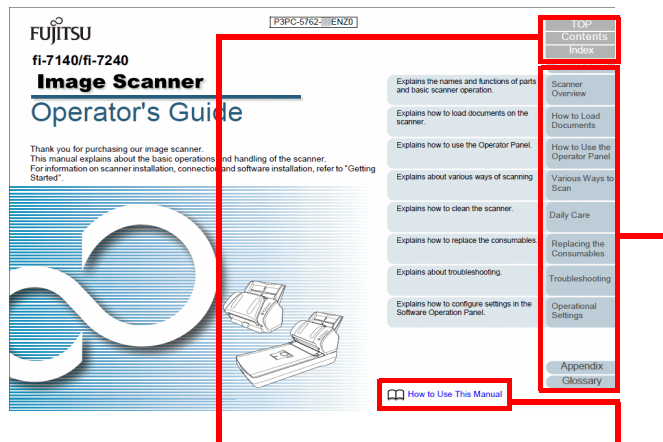 FUJITSU
P3PC-5762-  ENZ0
fi-7140/fi-7240
Image Scanner
Operator's Guide
Thank you for purchasing our image scanner.
This manual explains about the basic operations and handling of the scanner.
For information on scanner installation, connection and software installation, refer to "Getting
Started".
TOP
Contents
Index
Explains the names and functions of parts
and basic scanner operation.
Scanner
Overview
Explains how to load documents on the
scanner.
How to Load
Documents
Explains how to use the Operator Panel.
How to Use the
Operator Panel
Explains about various ways of scanning
Various Ways to
Scan
Explains how to clean the scanner.
Daily Care
Explains how to replace the consumables.
Replacing the
Consumables
Explains about troubleshooting.
Troubleshooting
Explains how to configure settings in the
Software Operation Panel.
Operational
Settings
Appendix
Glossary
How to Use This Manual